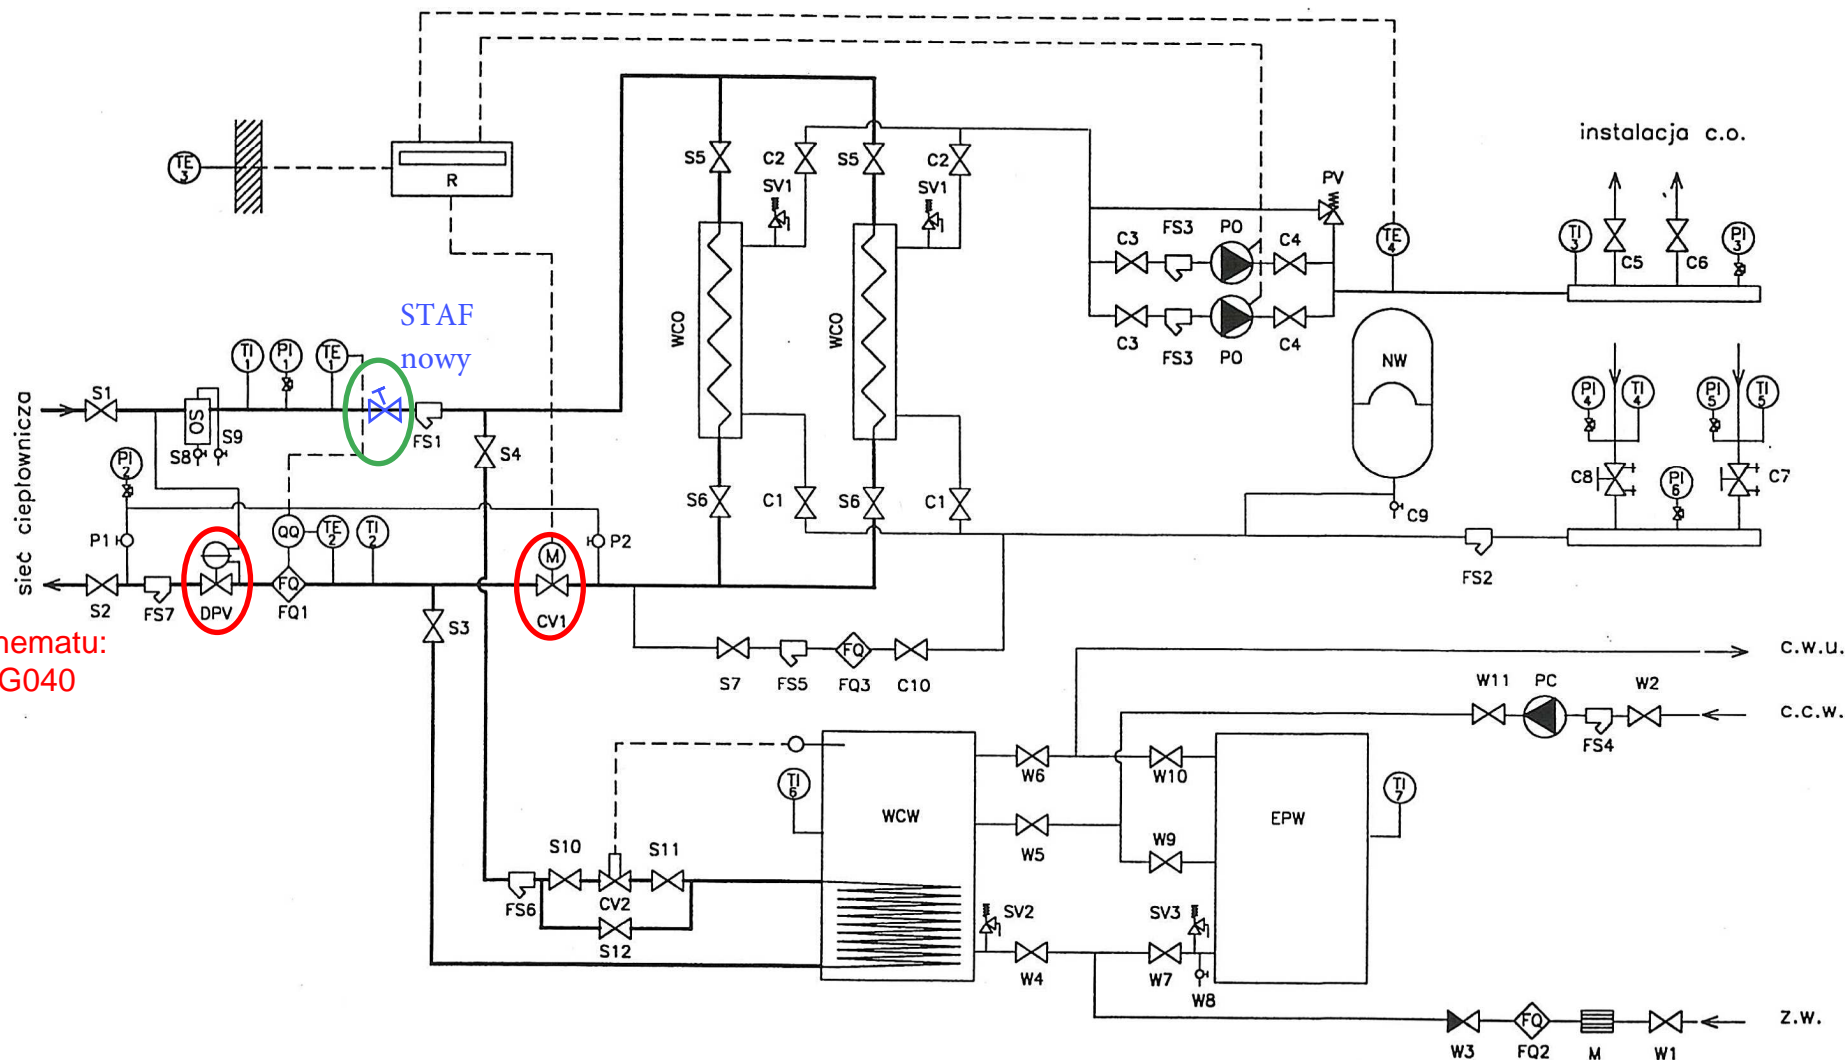 instalacja c.o.
TE 3
R
S5
C2
S5
C2
SV1
SV1
PV
TE 4
TI 3
PI 3
C3
FS3
PO
C4
C5
C6
C3
FS3
PO
C4
WCO
WCO
STAF
nowy
NW
TI 1
PI 1
TE 1
S1
OS
S9
S8
FS1
S4
sieć ciepłownicza
PI 2
PI 4
TI 4
PI 5
TI 5
C8
C7
PI 6
S6
C1
S6
C1
C9
P1
QQ
TE 2
TI 2
M
P2
FS2
S2
FS7
DPV
FQ
FQ1
S3
CV1
hematu:
G040
S7
FS5
FQ
FQ3
C10
c.w.u.
W11
PC
W2
c.c.w.
FS4
TI 6
W6
W10
TI 7
WCW
EPW
W5
W9
S10
S11
FS6
CV2
S12
SV2
SV3
W4
W7
W8
z.w.
W3
FQ
FQ2
M
W1